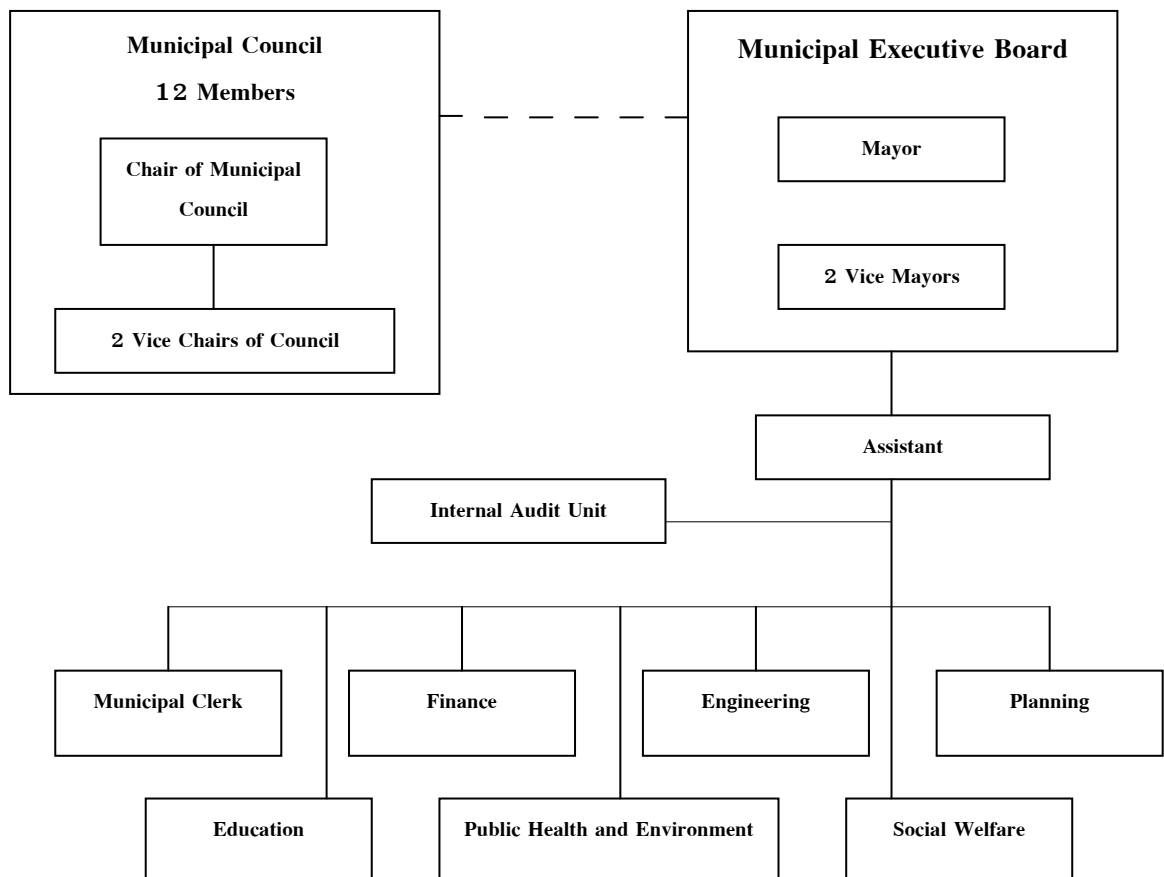 Municipal Council
12 Members
Chair of Municipal
Council
2 Vice Chairs of Council
Municipal Executive Board
Mayor
2 Vice Mayors
Assistant
Internal Audit Unit
Municipal Clerk
Finance
Engineering
Planning
Education
Public Health and Environment
Social Welfare